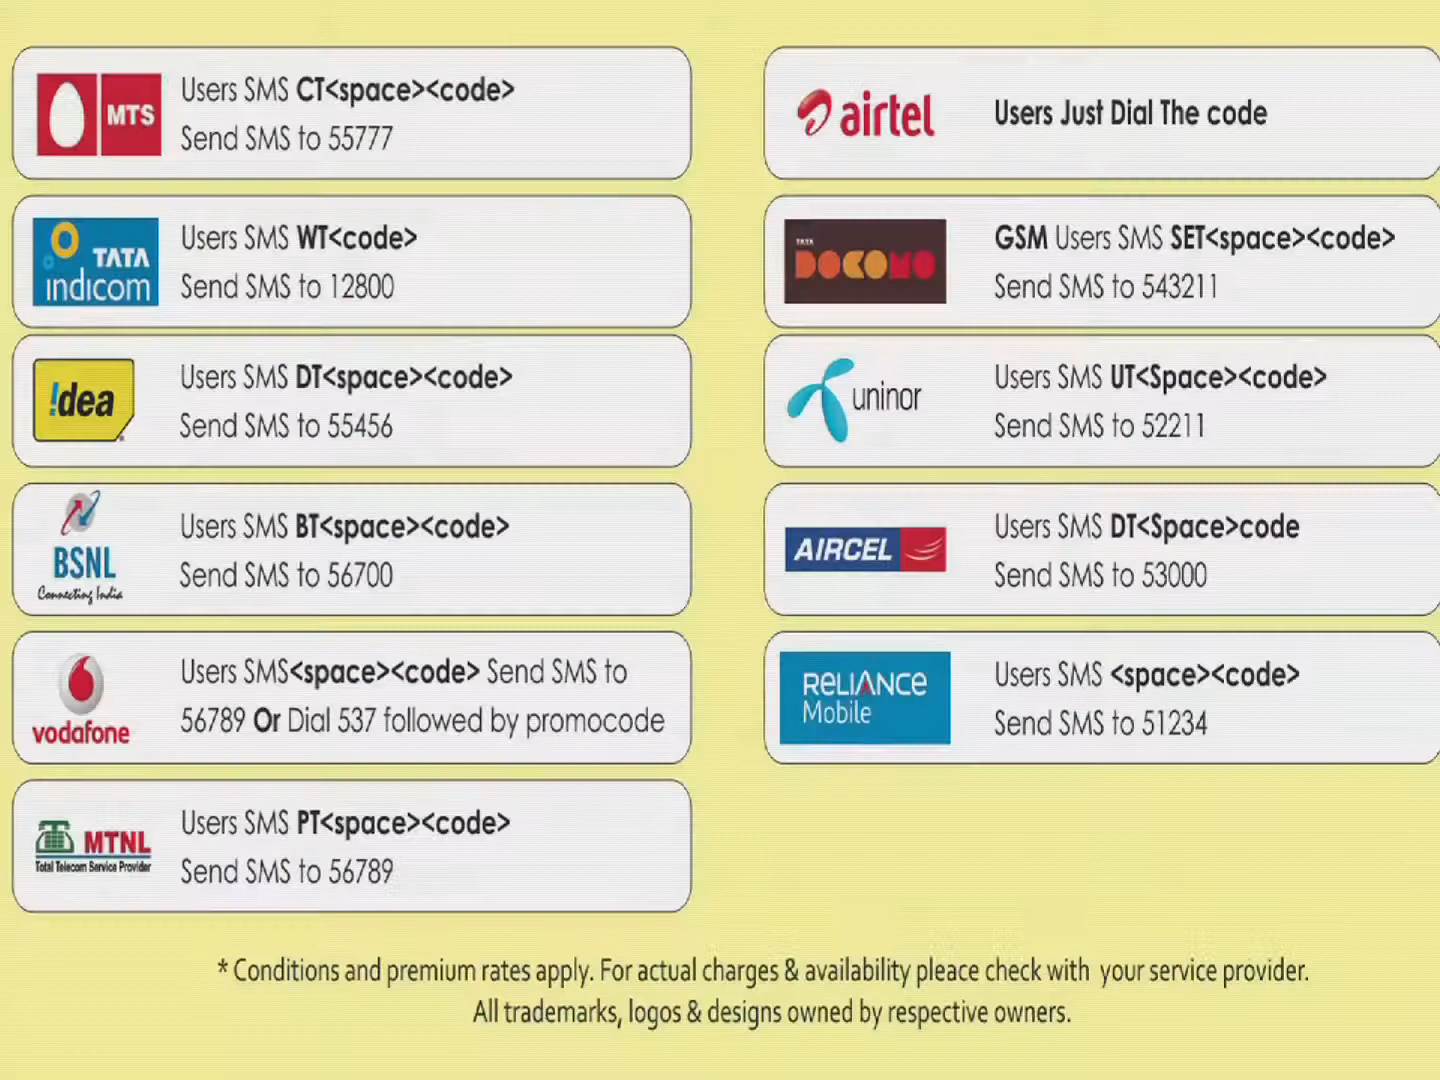 MTS
Users SMS CT<space><code>
Send SMS to 55777
airtel
Users Just Dial The code
TATA
indicom
Users SMS WT<code>
Send SMS to 12800
TATA
DOCOMO
GSM Users SMS SET<space><code>
Send SMS to 543211
!dea
Users SMS DT<space><code>
Send SMS to 55456
uninor
Users SMS UT<Space><code>
Send SMS to 52211
BSNL
Connecting India
Users SMS BT<space><code>
Send SMS to 56700
AIRCEL
Users SMS DT<Space>code
Send SMS to 53000
vodafone
Users SMS<space><code> Send SMS to
56789 Or Dial 537 followed by promocode
RELIANCe
Mobile
Users SMS <space><code>
Send SMS to 51234
MTNL
Total Telecom Service Provider
Users SMS PT<space><code>
Send SMS to 56789
* Conditions and premium rates apply. For actual charges & availability pleace check with your service provider.
All trademarks, logos & designs owned by respective owners.